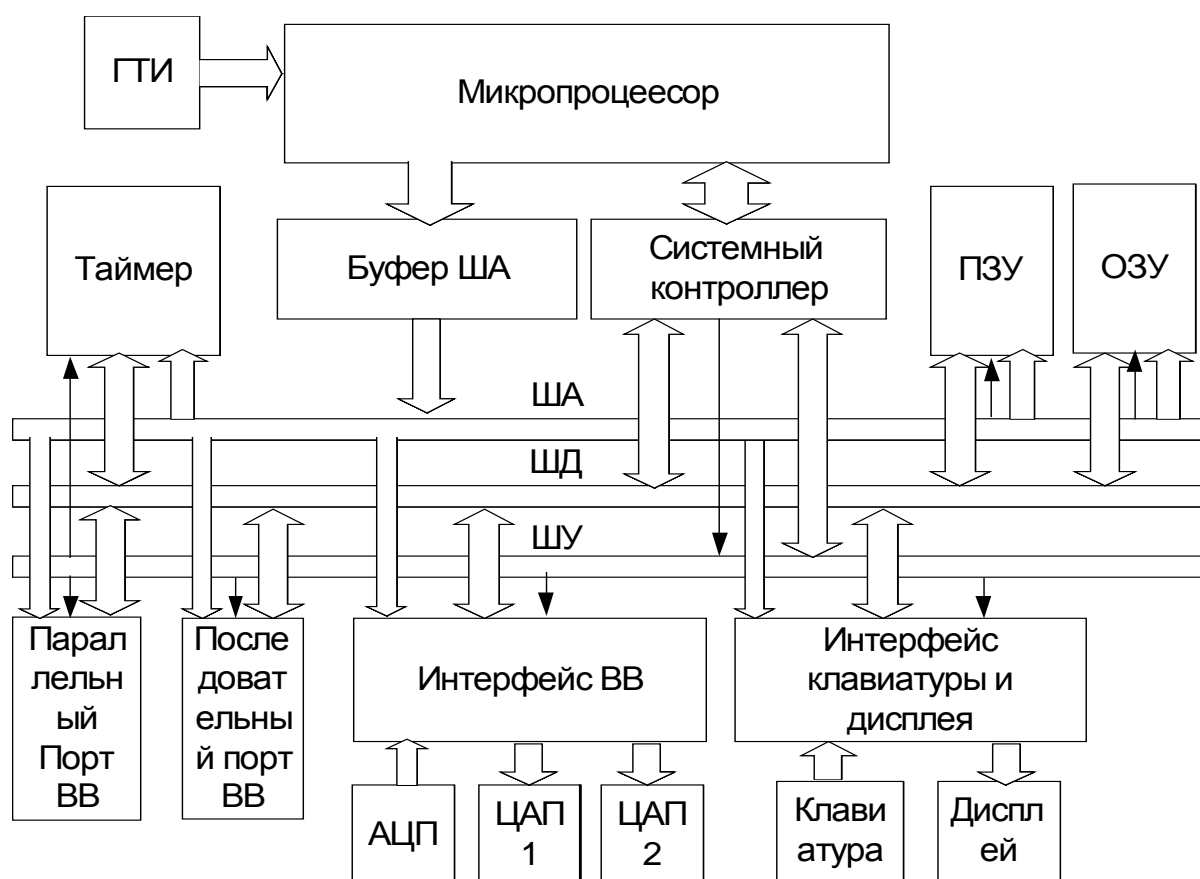 ГТИ
Микропроцеесор
Таймер
Буфер ША
Системный
контроллер
ПЗУ
ОЗУ
ША
ШД
ШУ
Парал
лельн
ый
Порт
ВВ
После
доват
ельны
й порт
ВВ
Интерфейс ВВ
Интерфейс
клавиатуры и
дисплея
АЦП
ЦАП
1
ЦАП
2
Клави
атура
Диспл
ей